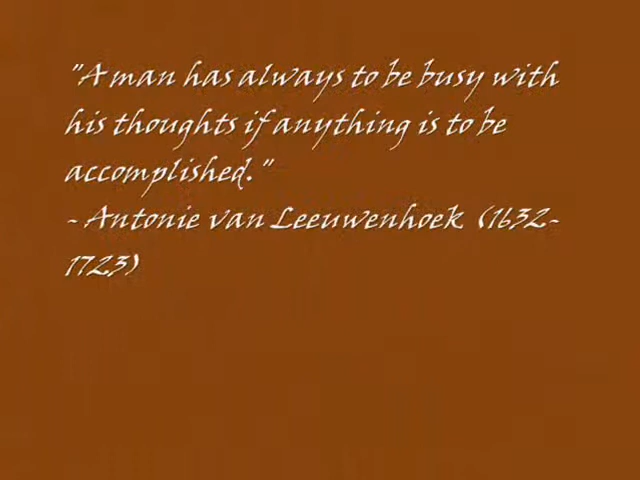 "A man has always to be busy with
his thoughts if anything is to be
accomplished."
- Antonie van Leeuwenhoek (1632-
1723)